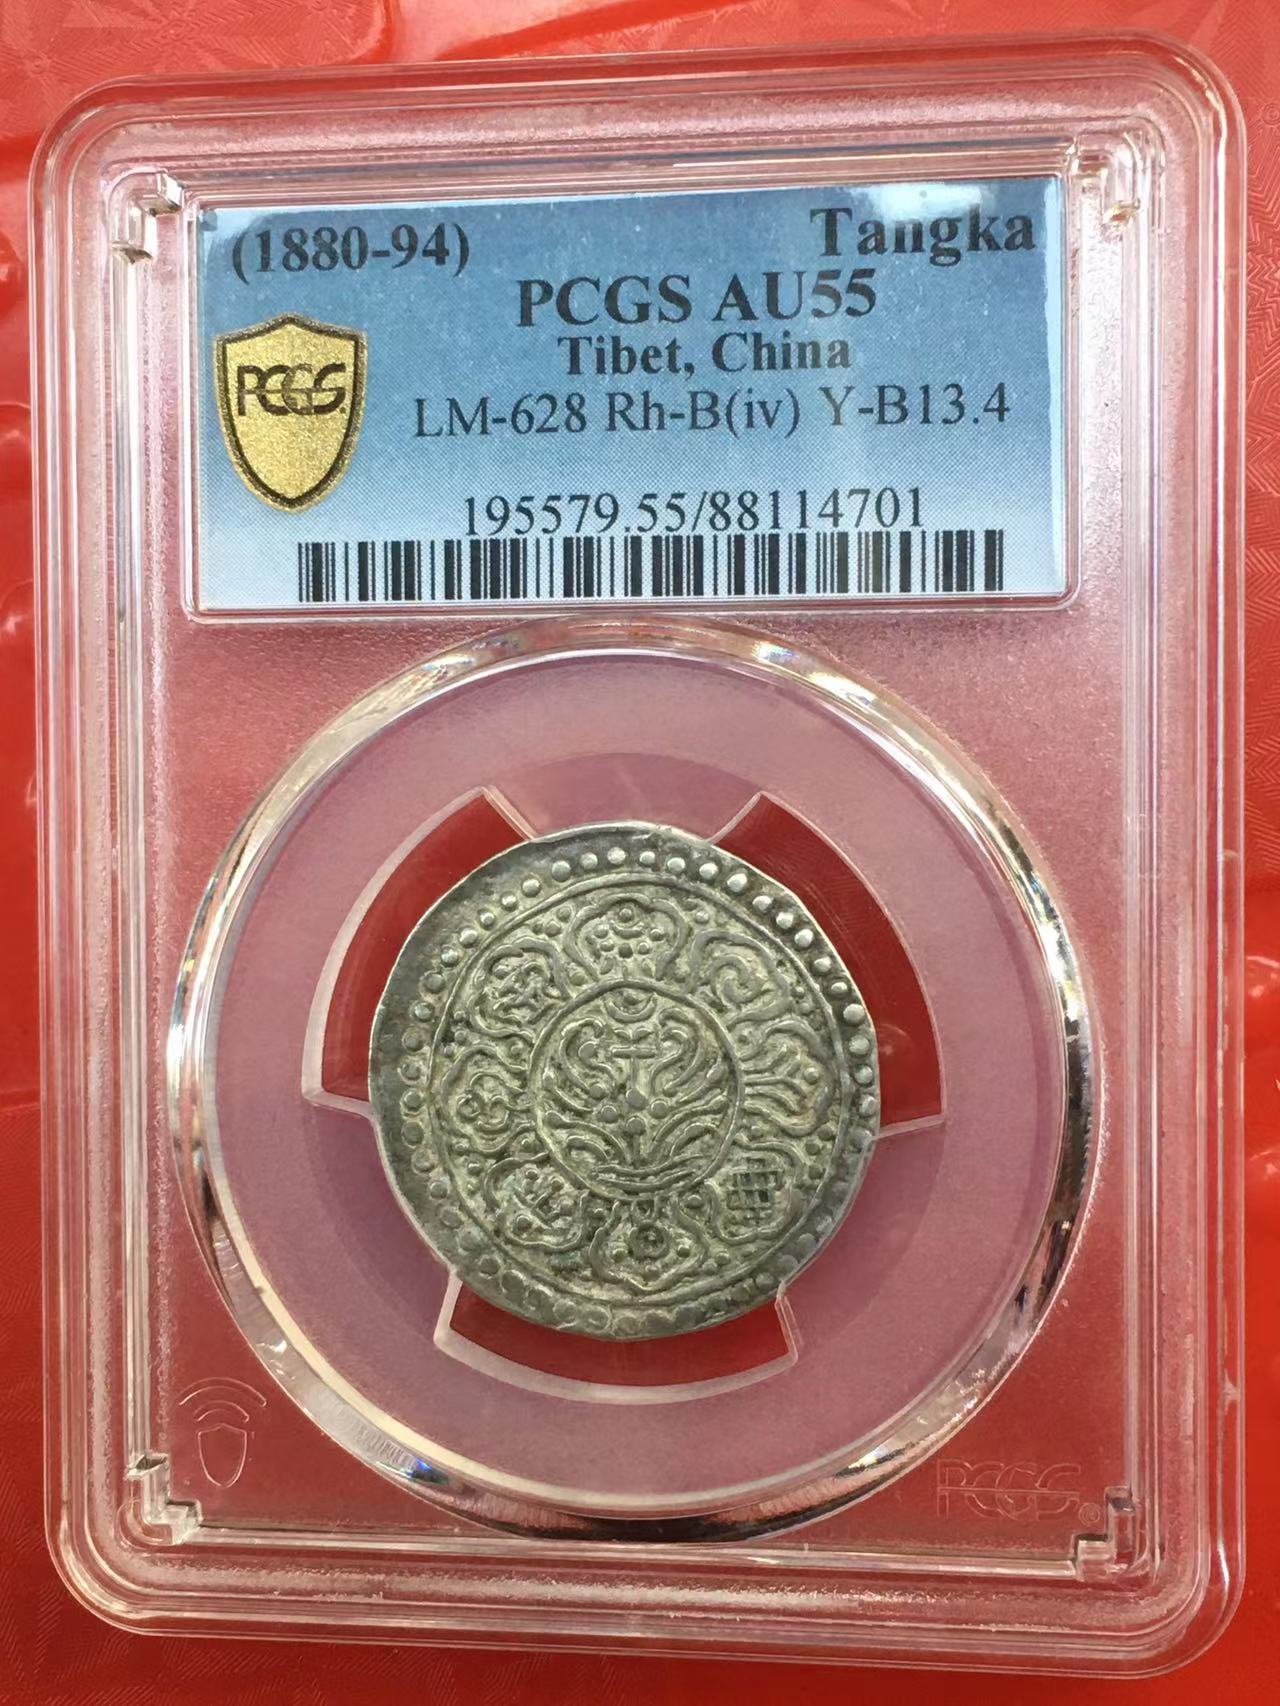 (1880-94) Tangka
PCGS AU55
Tibet, China
PCGS
LM-628 Rh-B(iv) Y-B13.4
195579.55/88114701
PCGS